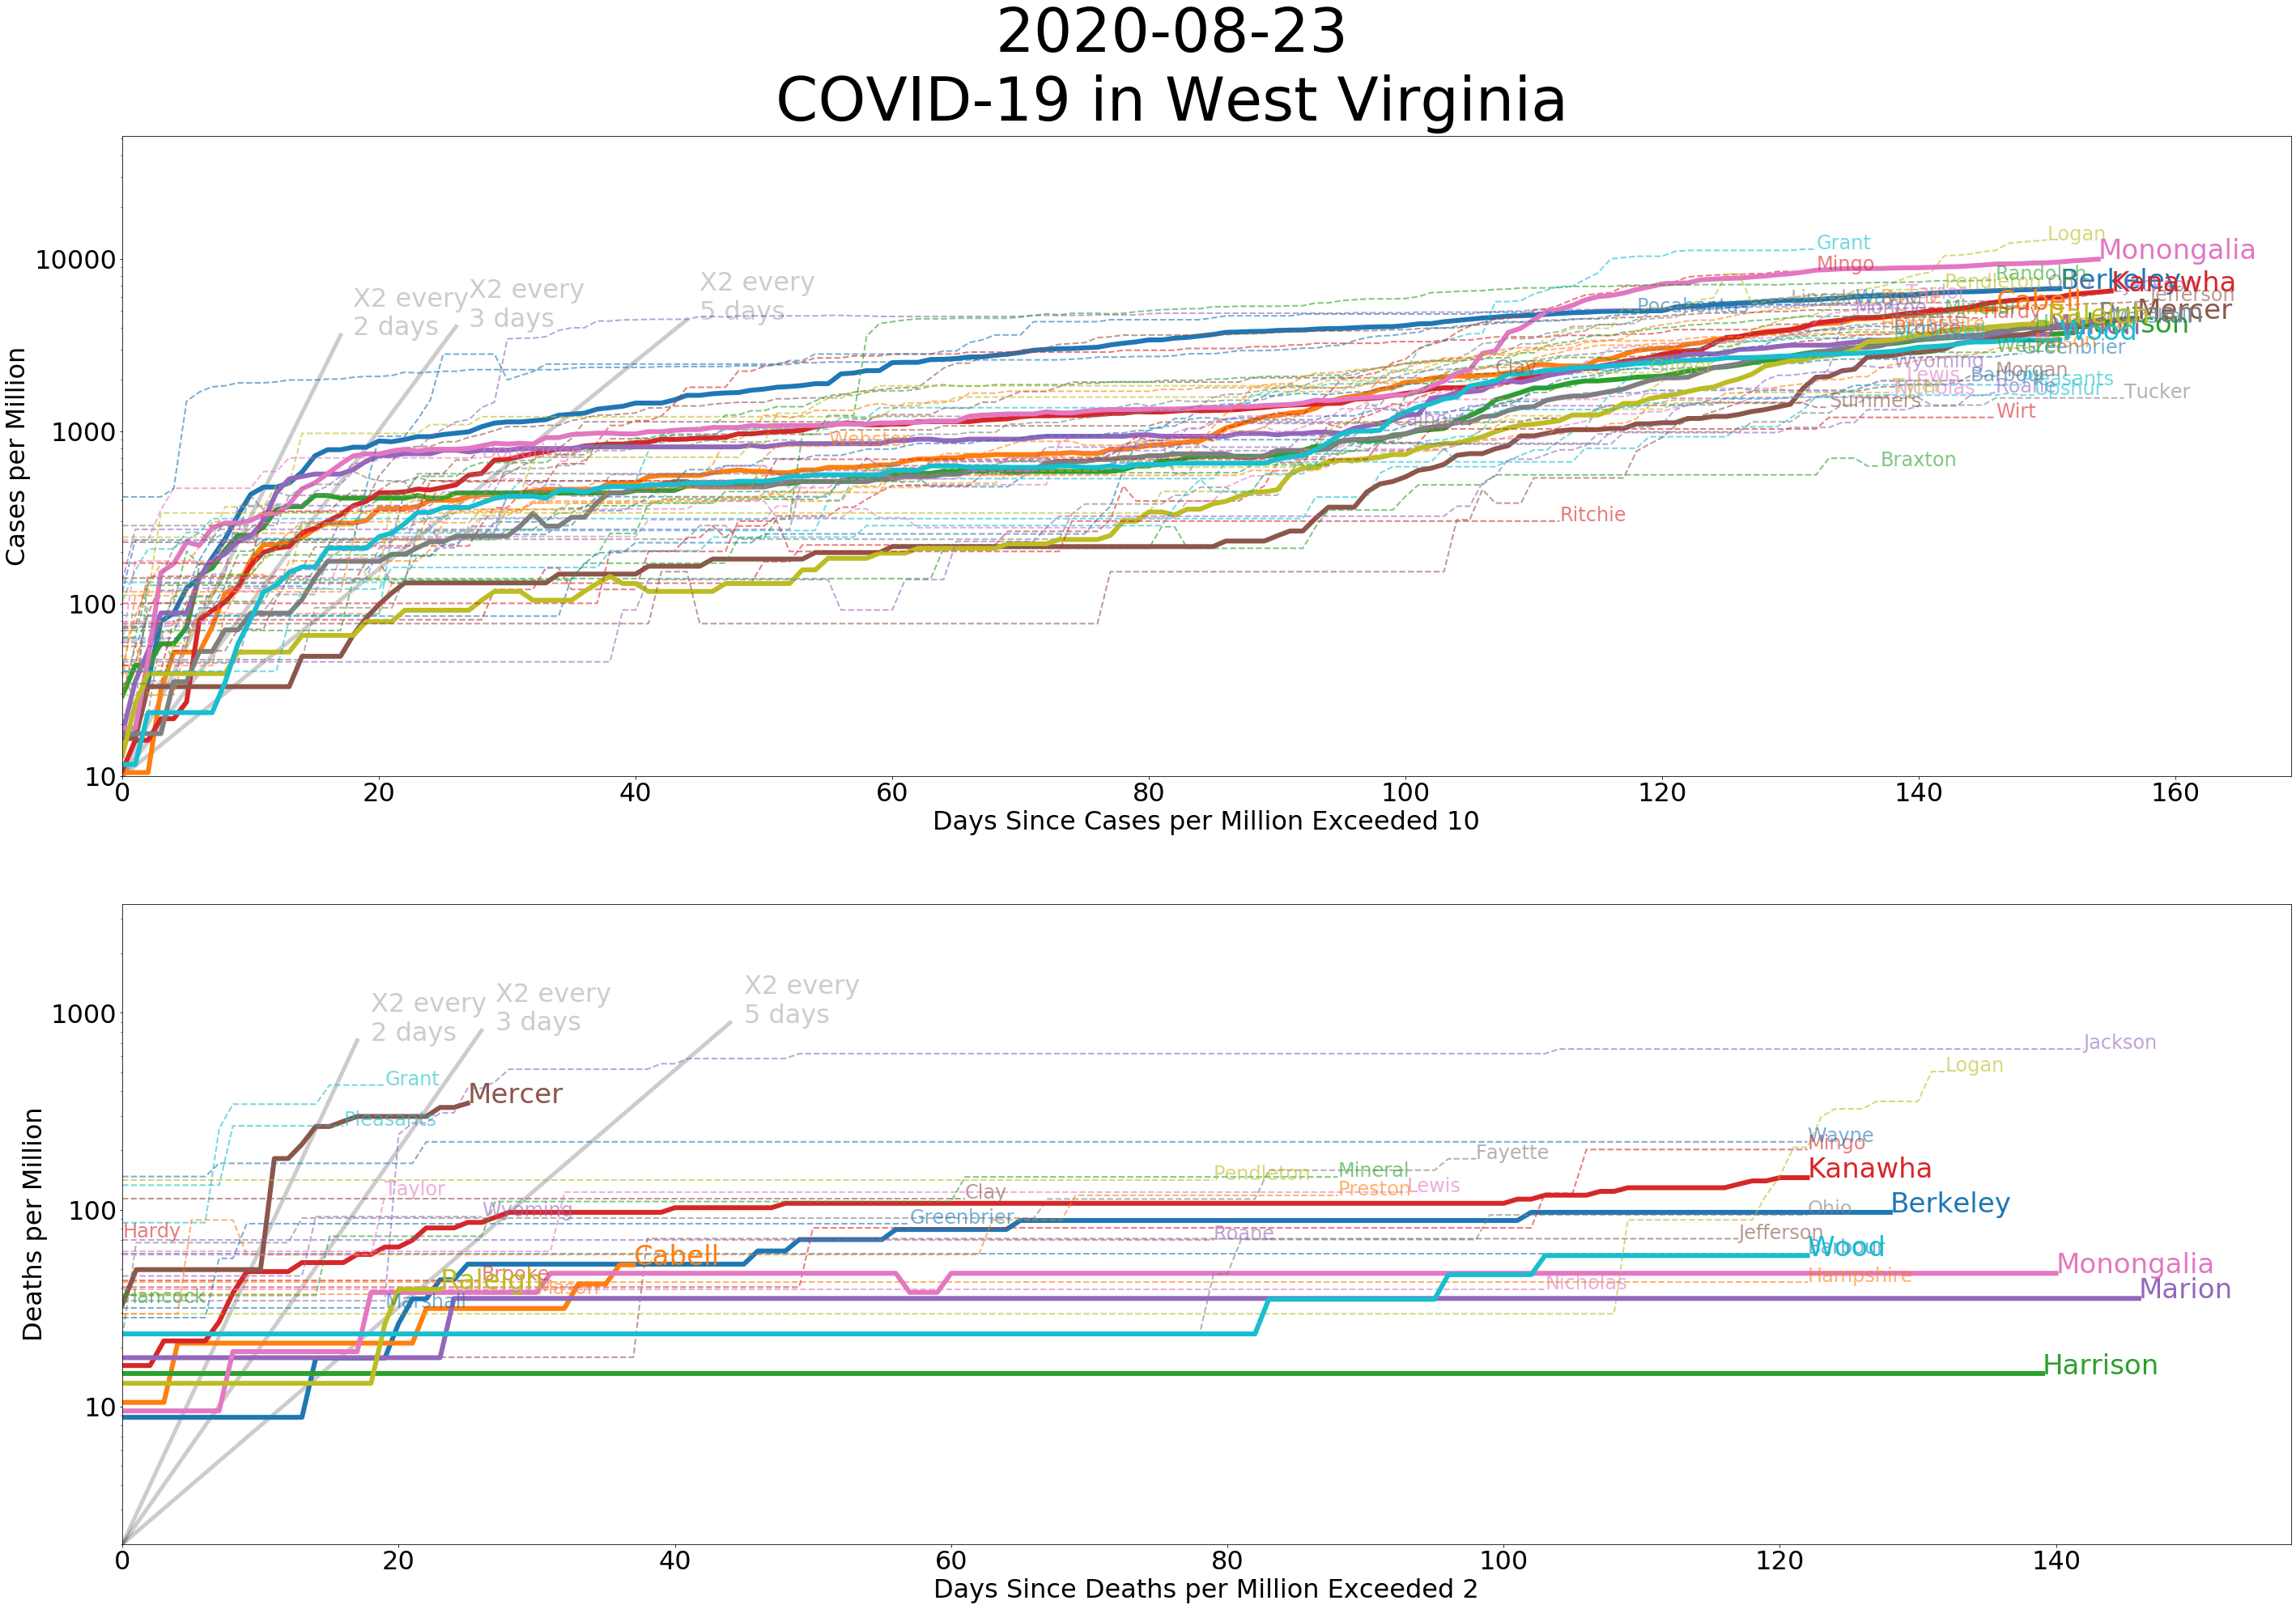 2020-08-23
COVID-19 in West Virginia
Cases per Million
10000
1000
100
10
X2 every
2 days
X2 every
3 days
X2 every
5 days
Grant
Mingo
Logan
Monongalia
Randolph
Pendleton
Berkeley
Kanawha
Jefferson
Pocahontas
Cabell
Hardy
Mercer
Wood
Wetzel
Greenbrier
Clay
Wyoming
Lewis
Morgan
Barbour
Roane
Upshur
Tucker
Summers
Wirt
Webster
Braxton
Ritchie
0 20 40 60 80 100 120 140 160
Days Since Cases per Million Exceeded 10
Deaths per Million
1000
100
10
X2 every
2 days
X2 every
3 days
X2 every
5 days
Jackson
Logan
Grant
Mercer
Pleasants
Wayne
Mingo
Fayette
Mineral
Pendleton
Kanawha
Taylor
Clay
Preston
Lewis
Wyoming
Greenbrier
Ohio
Berkeley
Hardy
Roane
Jefferson
Wood
Barbour
Cabell
Brooke
Raleigh
Mason
Monongalia
Hampshire
Nicholas
Hancock
Marshall
Marion
Harrison
0 20 40 60 80 100 120 140
Days Since Deaths per Million Exceeded 2